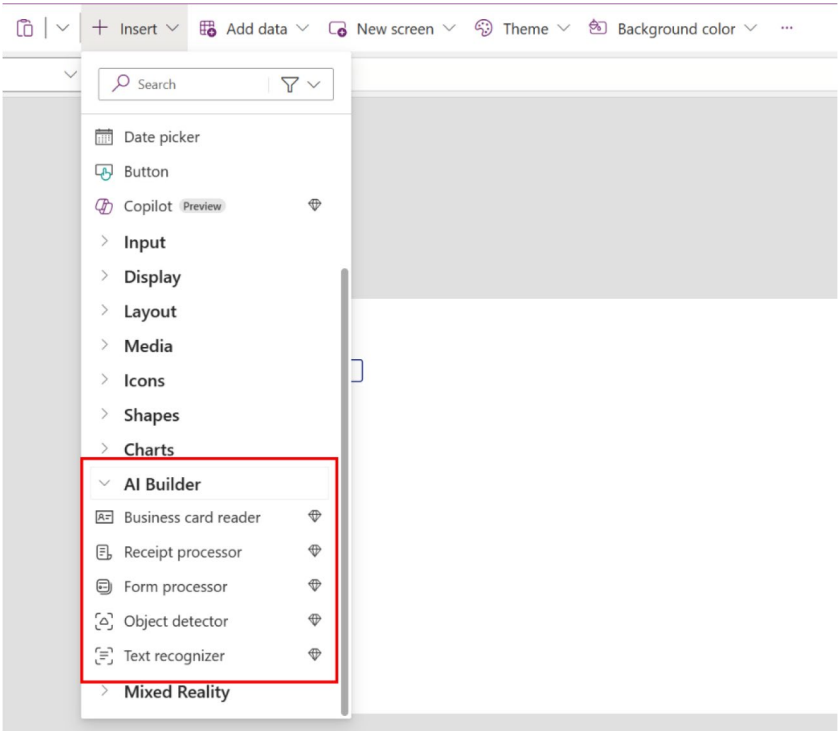 Insert Add data New screen Theme Background color ...
Search
Date picker
Button
Copilot Preview
Input
Display
Layout
Media
Icons
Shapes
Charts
AI Builder
Business card reader
Receipt processor
Form processor
Object detector
Text recognizer
Mixed Reality